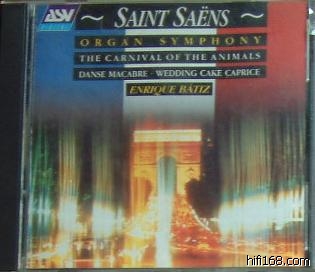 ASV
~ SAINT SAËNS ~
ORGAN SYMPHONY
THE CARNIVAL OF THE ANIMALS
DANSE MACABRE · WEDDING CAKE CAPRICE
ENRIQUE BÁTIZ
hifi168.com